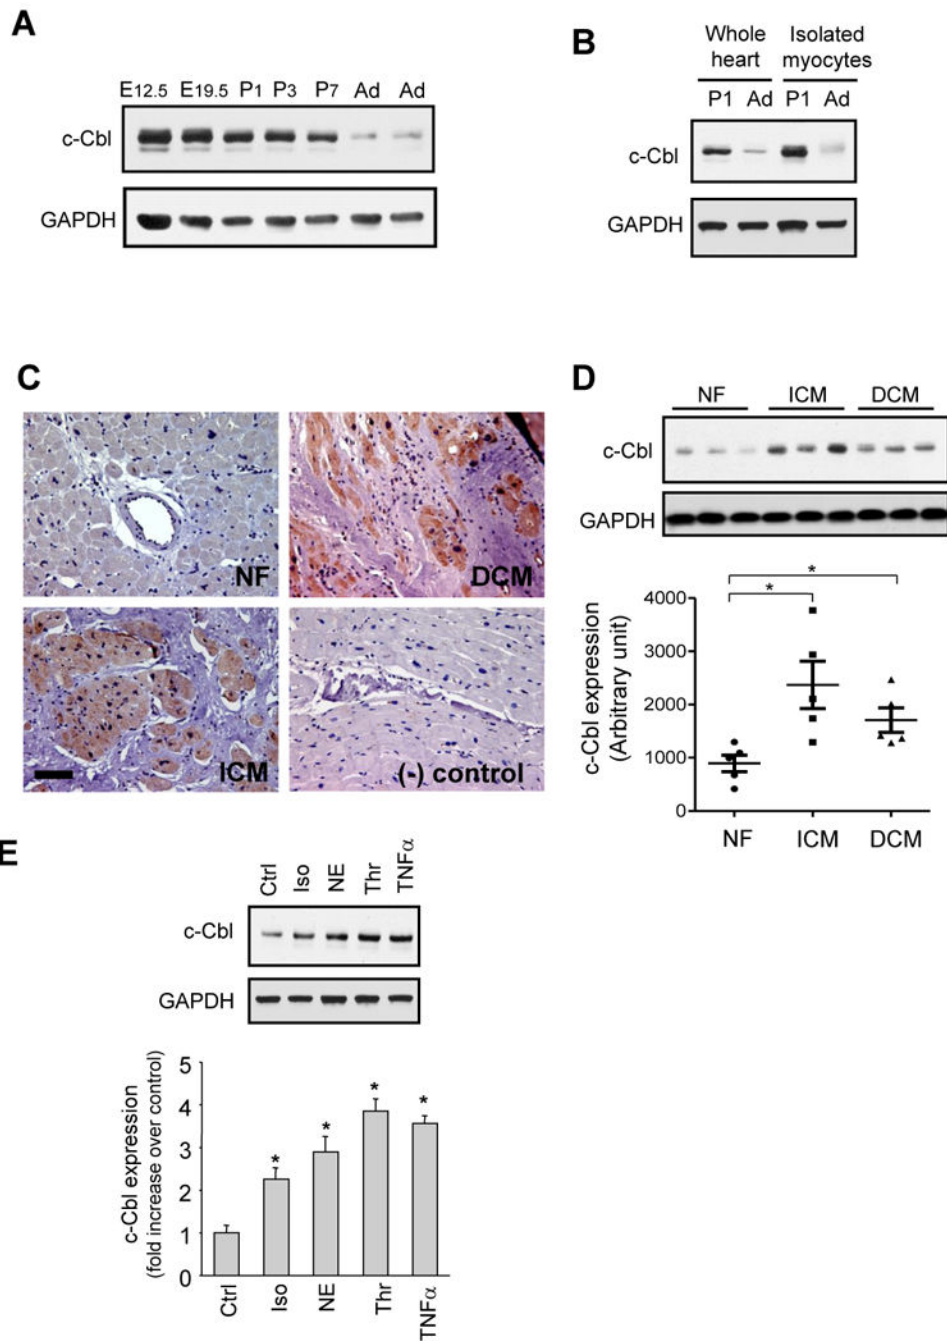 A
E12.5 E19.5 P1 P3 P7 Ad Ad
c-Cbl
GAPDH
B
Whole heart
Isolated myocytes
P1 Ad P1 Ad
c-Cbl
GAPDH
C
NF
DCM
ICM
(-) control
D
NF ICM DCM
c-Cbl
GAPDH
* *
c-Cbl expression
(Arbitrary unit)
4000
3000
2000
1000
0
NF ICM DCM
E
Ctrl Iso NE Thr TNFα
c-Cbl
GAPDH
c-Cbl expression
(fold increase over control)
5
4
3
2
1
0
* * * *
Ctrl Iso NE Thr TNFα